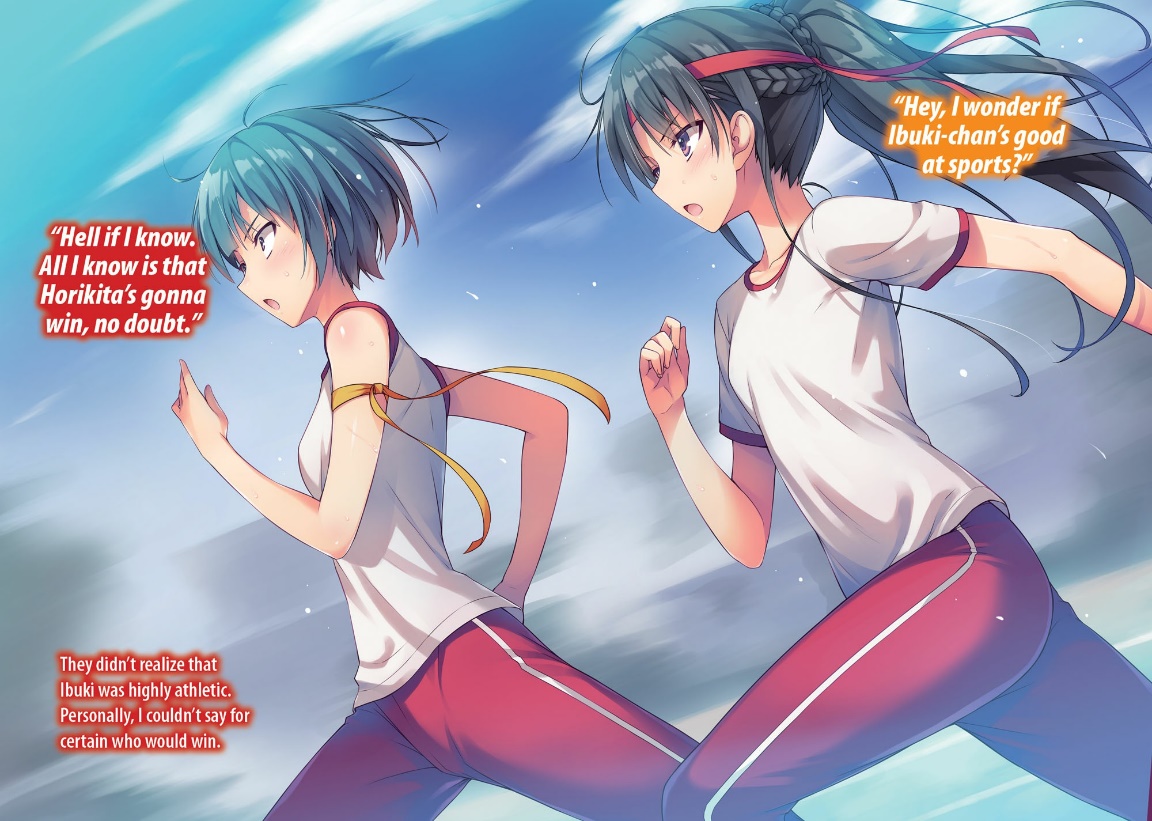 “Hey, I wonder if
Ibuki-chan’s good
at sports?”
“Hell if I know.
All I know is that
Horikita’s gonna
win, no doubt.”
They didn’t realize that
Ibuki was highly athletic.
Personally, I couldn’t say for
certain who would win.